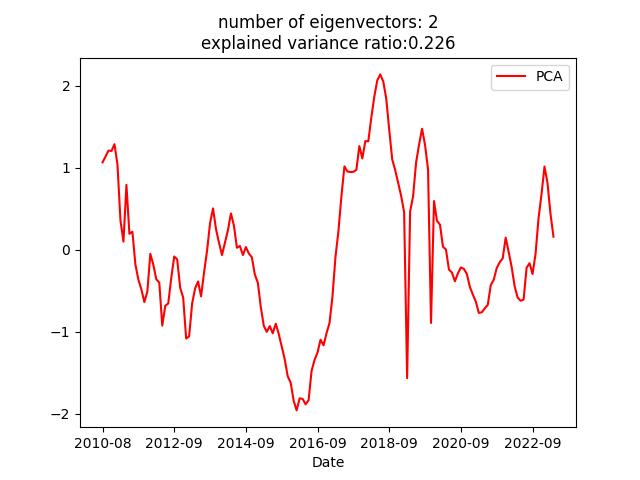 number of eigenvectors: 2
explained variance ratio:0.226
PCA
2
1
0
−1
−2
2010-08 2012-09 2014-09 2016-09 2018-09 2020-09 2022-09
Date